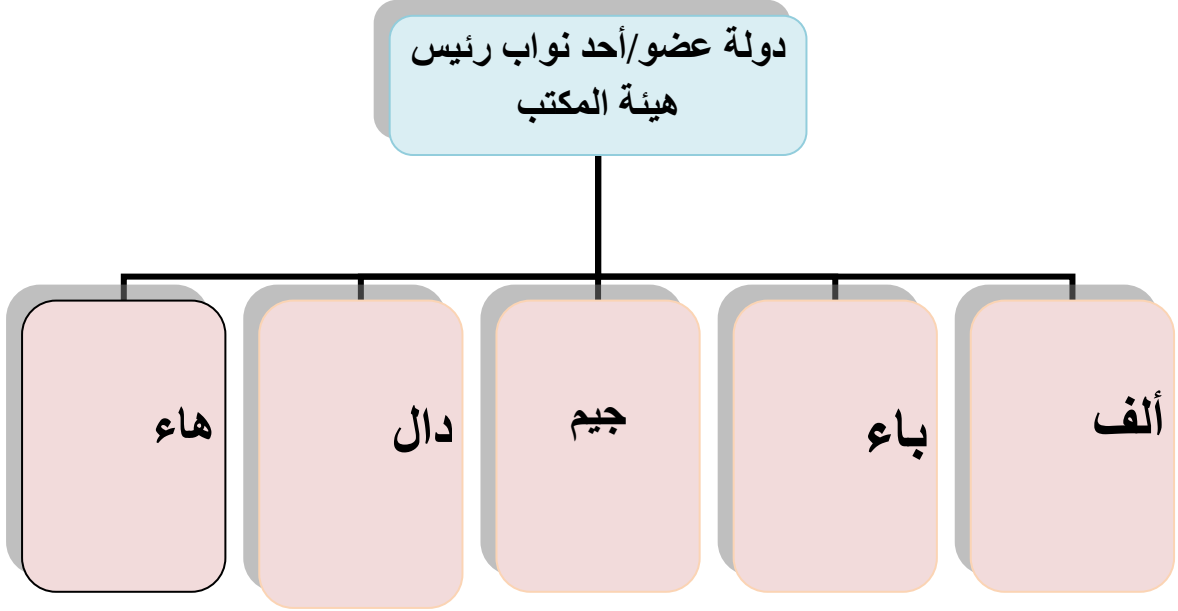 دولة عضو/أحد نواب رئيس
هيئة المكتب
ألف
باء
جيم
دال
هاء